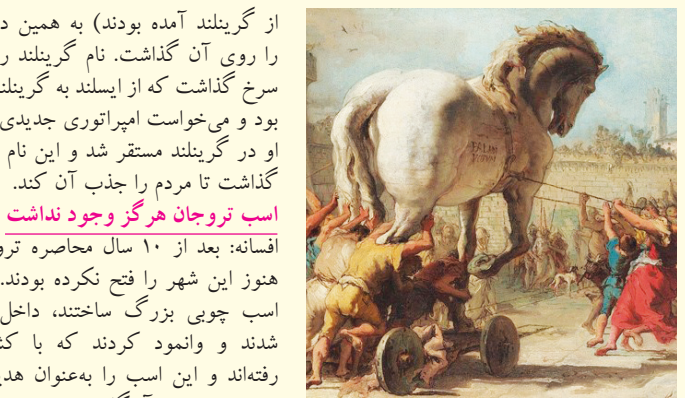 از گرینلند آمده بودند) به همین
را روی آن گذاشت. نام گرینلند
سرخ گذاشت که از ایسلند به
بود و می‌خواست امپراتوری جدیدی
او در گرینلند مستقر شد و این نام
گذاشت تا مردم را جذب آن کند.
اسب تروجان هرگز وجود نداشت
افسانه: بعد از ۱۰ سال محاصره
هنوز این شهر را فتح نکرده بودند.
اسب چوبی بزرگ ساختند، داخل
شدند و وانمود کردند که با
رفته‌اند و این اسب را به‌عنوان